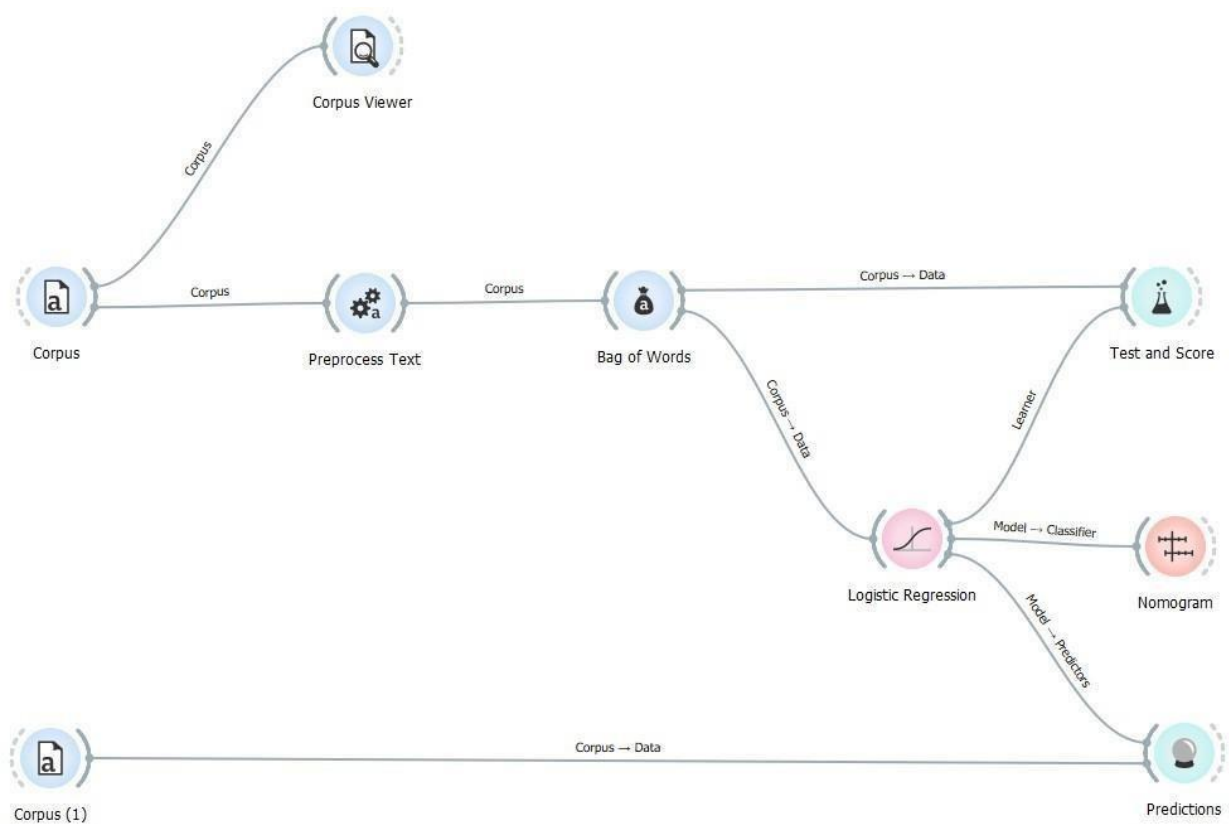 Corpus Viewer
Corpus
a
Corpus
Corpus
a
Preprocess Text
Corpus
a
Bag of Words
Corpus → Data
Test and Score
Corpus → Data
Learner
Logistic Regression
Model → Classifier
Nomogram
Model → Predictors
a
Corpus (1)
Corpus → Data
Predictions